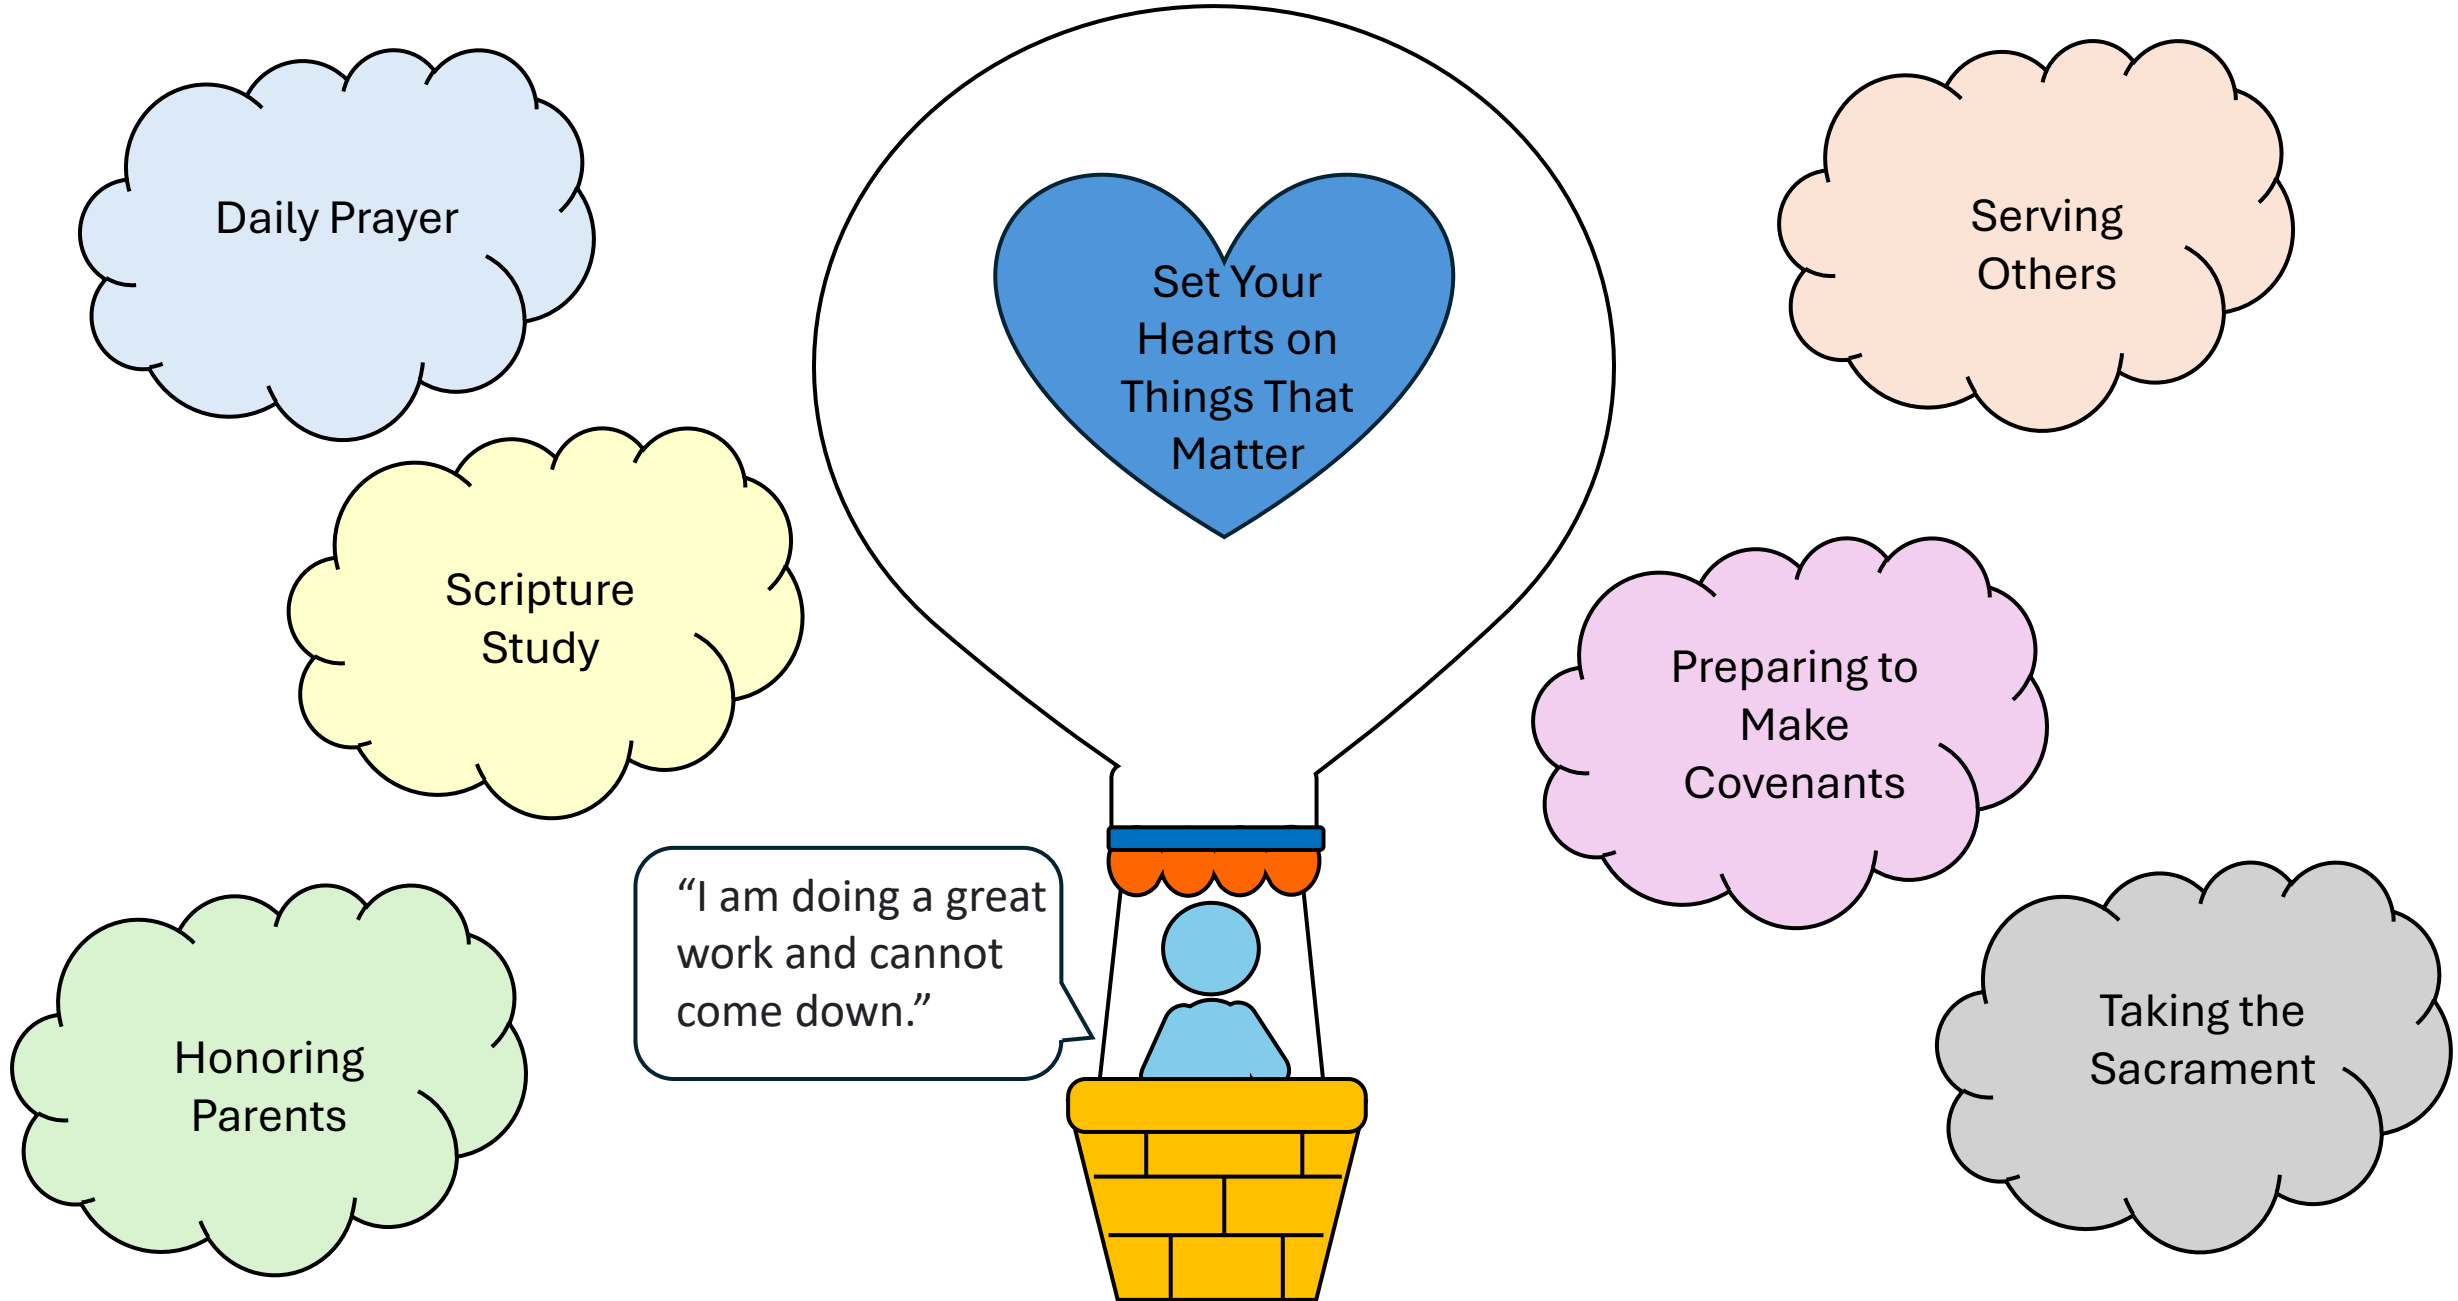 Daily Prayer
Scripture
Study
Honoring
Parents
Set Your
Hearts on
Things That
Matter
“I am doing a great
work and cannot
come down.”
Serving
Others
Preparing to
Make
Covenants
Taking the
Sacrament